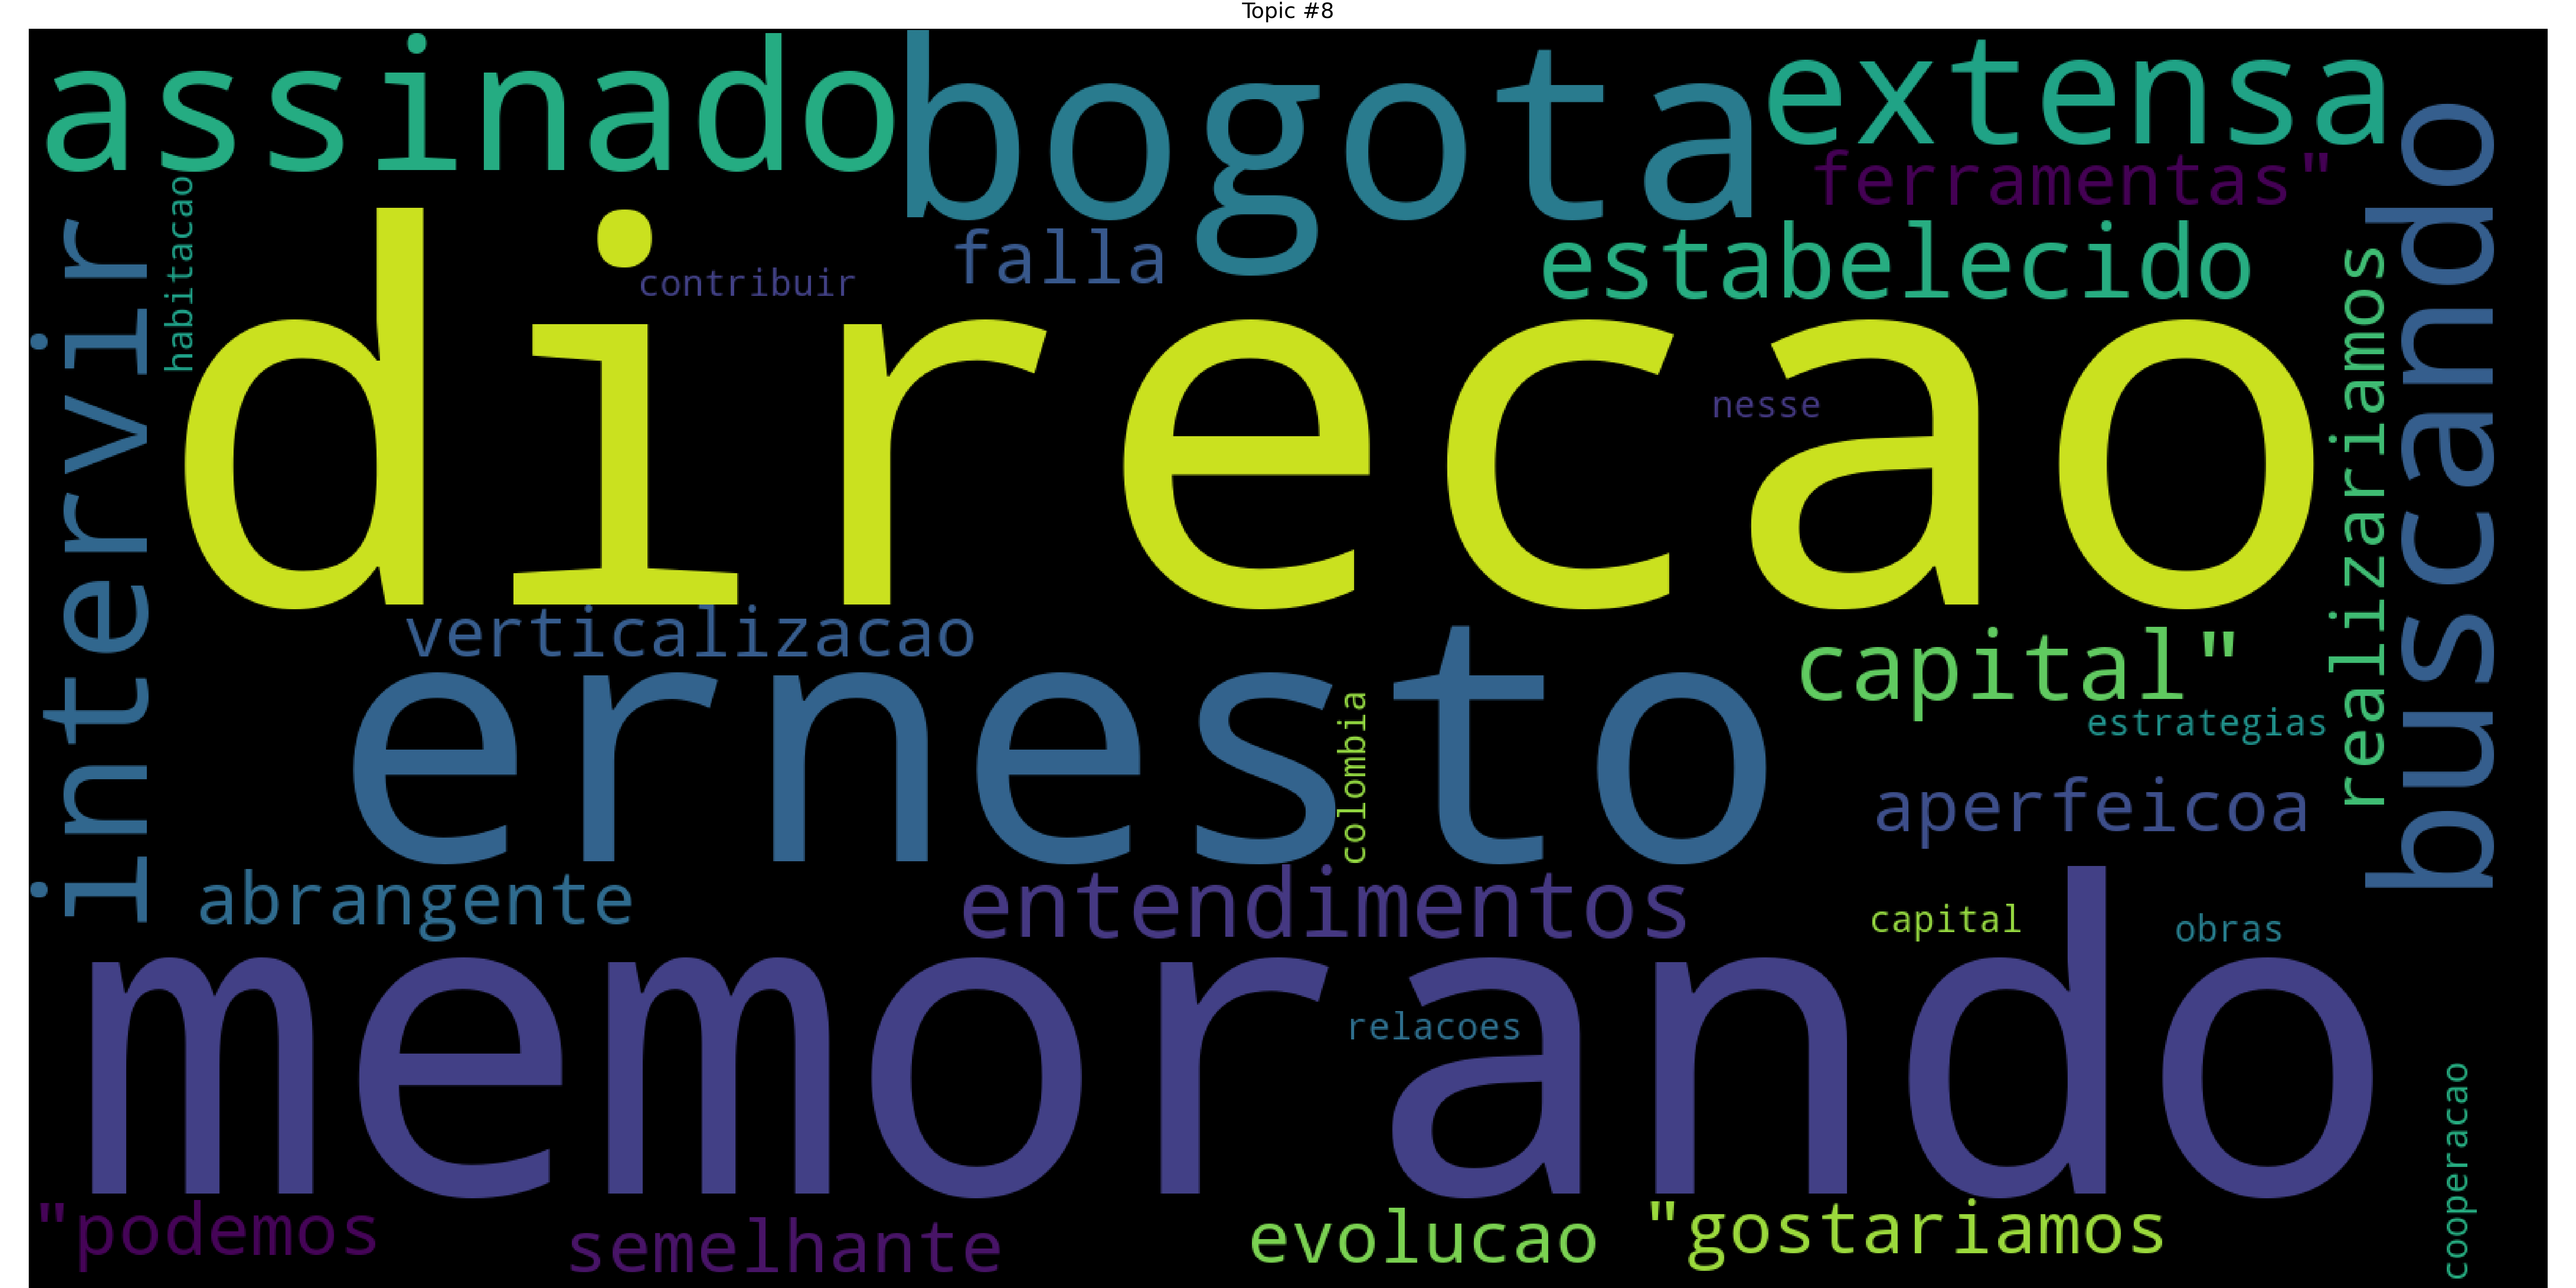 Topic #8
assinado
bogota
extensa
ferramentas"
habitacao
intervir
falla
estabelecido
contribuir
direcao
nesse
realizariamos
buscando
verticalizacao
capital"
ernesto
colombia
estrategias
aperfeicoa
abrangente
entendimentos
capital
obras
memorando
relacoes
cooperacao
"podemos
semelhante
evolucao
"gostariamos